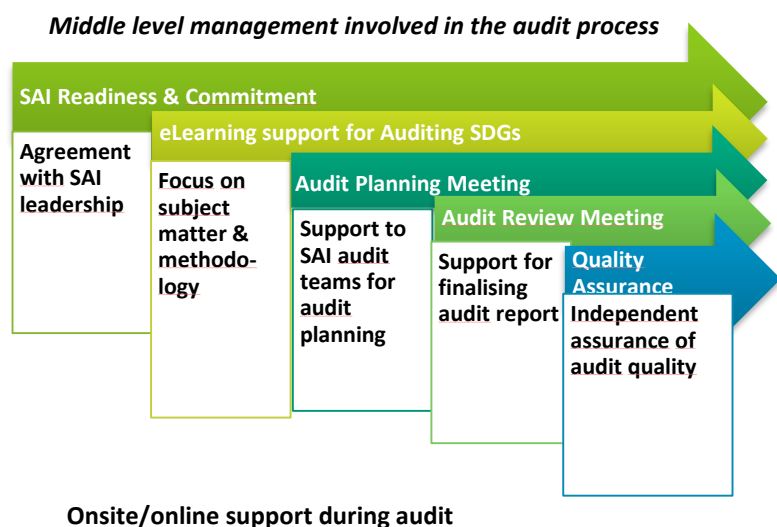 Middle level management involved in the audit process
SAI Readiness & Commitment
Agreement
with SAI
leadership
eLearning support for Auditing SDGs
Focus on
subject
matter &
methodo-
logy
Audit Planning Meeting
Support to
SAI audit
teams for
audit
planning
Audit Review Meeting
Support for
finalising
audit report
Quality
Assurance
Independent
assurance of
audit quality
Onsite/online support during audit